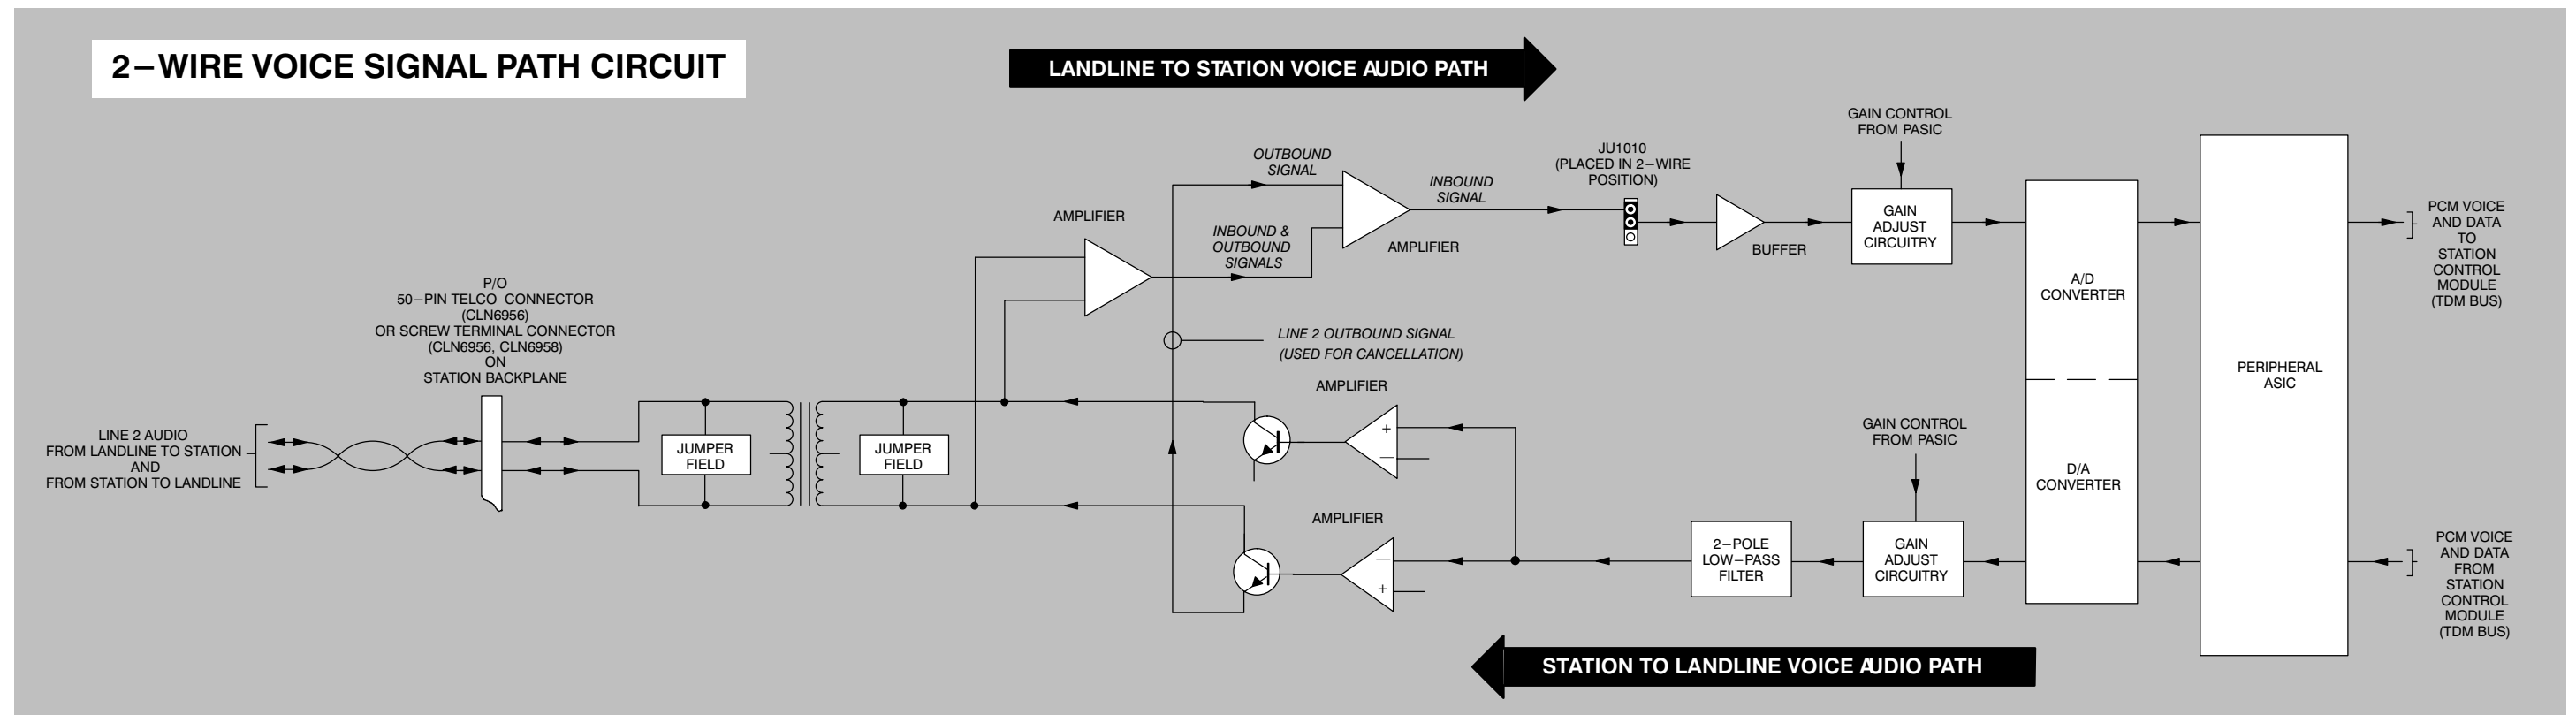 2–WIRE VOICE SIGNAL PATH CIRCUIT
LANDLINE TO STATION VOICE AUDIO PATH
GAIN CONTROL
FROM PASIC
JU1010
(PLACED IN 2–WIRE
POSITION)
OUTBOUND
SIGNAL
INBOUND
SIGNAL
AMPLIFIER
INBOUND &
OUTBOUND
SIGNALS
AMPLIFIER
BUFFER
GAIN
ADJUST
CIRCUITRY
A/D
CONVERTER
PCM VOICE
AND DATA
TO
STATION
CONTROL
MODULE
(TDM BUS)
P/O
50–PIN TELCO CONNECTOR
(CLN6956)
OR SCREW TERMINAL CONNECTOR
(CLN6956, CLN6958)
ON
STATION BACKPLANE
LINE 2 OUTBOUND SIGNAL
(USED FOR CANCELLATION)
PERIPHERAL
ASIC
AMPLIFIER
+
—
LINE 2 AUDIO
FROM LANDLINE TO STATION
AND
FROM STATION TO LANDLINE
JUMPER
FIELD
JUMPER
FIELD
GAIN CONTROL
FROM PASIC
D/A
CONVERTER
AMPLIFIER
—
+
2–POLE
LOW–PASS
FILTER
GAIN
ADJUST
CIRCUITRY
PCM VOICE
AND DATA
FROM
STATION
CONTROL
MODULE
(TDM BUS)
STATION TO LANDLINE VOICE AUDIO PATH